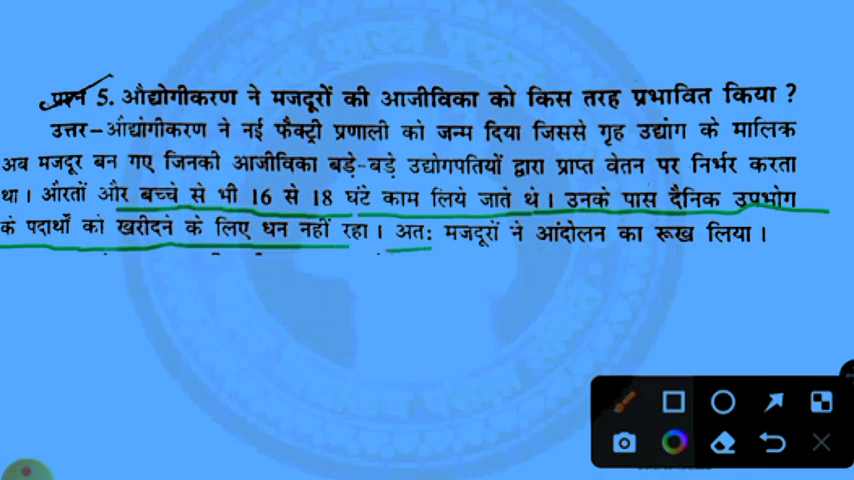 प्रश्न 5. औद्योगीकरण ने मजदूरों की आजीविका को किस तरह प्रभावित किया ?
उत्तर–औद्योगीकरण ने नई फैक्ट्री प्रणाली को जन्म दिया जिससे गृह उद्योग के मालिक
अब मजदूर बन गए जिनकी आजीविका बड़े-बड़े उद्योगपतियों द्वारा प्राप्त वेतन पर निर्भर करता
था। औरतों और बच्चे से भी 16 से 18 घंटे काम लिये जाते थे। उनके पास दैनिक उपभोग
के पदार्थों को खरीदने के लिए धन नहीं रहा। अतः मजदूरों ने आंदोलन का रूख लिया।